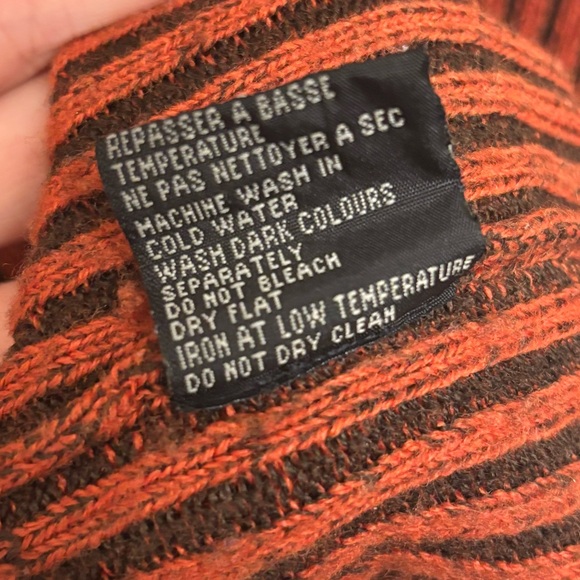 REPASSER A BASSE
TEMPERATURE
NE PAS NETTOYER A SEC
MACHINE WASH IN
COLD WATER
WASH DARK COLOURS
SEPARATELY
DO NOT BLEACH
DRY FLAT
IRON AT LOW TEMPERATURE
DO NOT DRY CLEAN